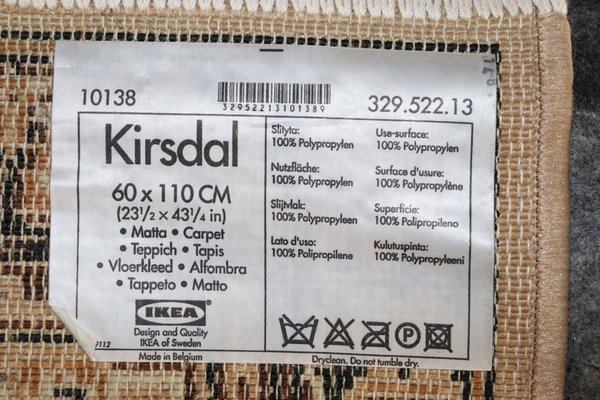 10138
32952213101389
329.522.13
Kirsdal
60 x 110 CM
(23½ × 43¼ in)
• Matta • Carpet
• Teppich • Tapis
• Vloerkleed • Alfombra
• Tappeto • Matto
IKEA
Design and Quality
IKEA of Sweden
Made in Belgium
Slityta:
100% Polypropylen
Nutzfläche:
100% Polypropylen
Slijtvlak:
100% Polypropyleen
Lato d'uso:
100% Polipropilene
Use-surface:
100% Polypropylen
Surface d'usure:
100% Polypropylène
Superficie:
100% Polipropileno
Kulutuspinta:
100% Polypropyleeni
P
Dryclean. Do not tumble dry.